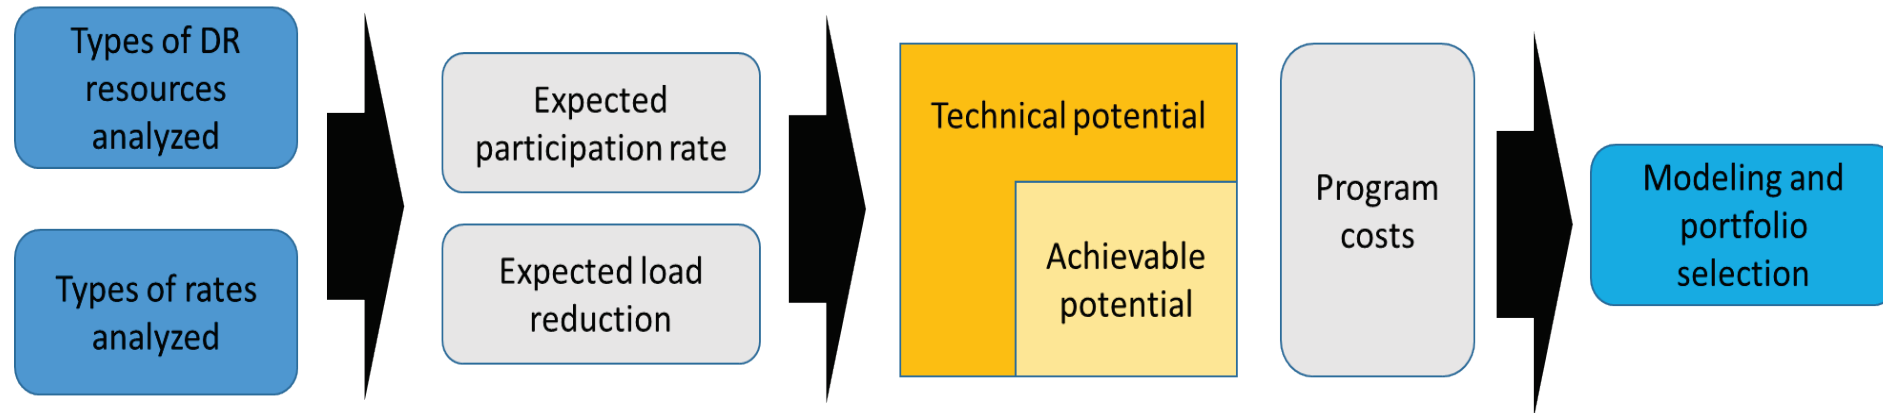 Types of DR
resources
analyzed
Types of rates
analyzed
Expected
participation rate
Expected load
reduction
Technical potential
Achievable
potential
Program
costs
Modeling and
portfolio
selection